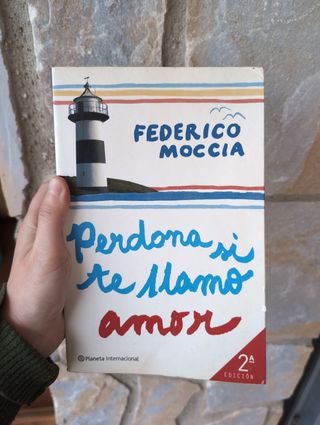 FEDERICO
MOCCIA
Perdona si
te llamo
amor
Planeta Internacional
2ª
EDICIÓN